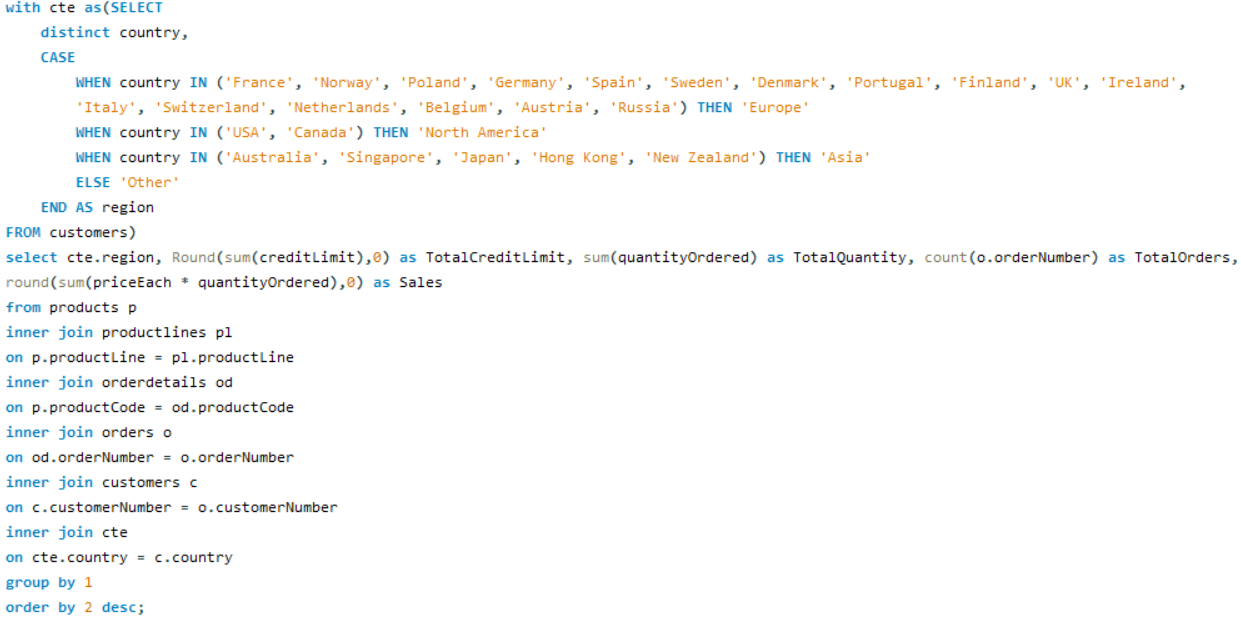 with cte as(SELECT
distinct country,
CASE
WHEN country IN ('France', 'Norway', 'Poland', 'Germany', 'Spain', 'Sweden', 'Denmark', 'Portugal', 'Finland', 'UK', 'Ireland',
'Italy', 'Switzerland', 'Netherlands', 'Belgium', 'Austria', 'Russia') THEN 'Europe'
WHEN country IN ('USA', 'Canada') THEN 'North America'
WHEN country IN ('Australia', 'Singapore', 'Japan', 'Hong Kong', 'New Zealand') THEN 'Asia'
ELSE 'Other'
END AS region
FROM customers)
select cte.region, Round(sum(creditLimit),0) as TotalCreditLimit, sum(quantityOrdered) as TotalQuantity, count(o.orderNumber) as TotalOrders,
round(sum(priceEach * quantityOrdered),0) as Sales
from products p
inner join productlines pl
on p.productLine = pl.productLine
inner join orderdetails od
on p.productCode = od.productCode
inner join orders o
on od.orderNumber = o.orderNumber
inner join customers c
on c.customerNumber = o.customerNumber
inner join cte
on cte.country = c.country
group by 1
order by 2 desc;